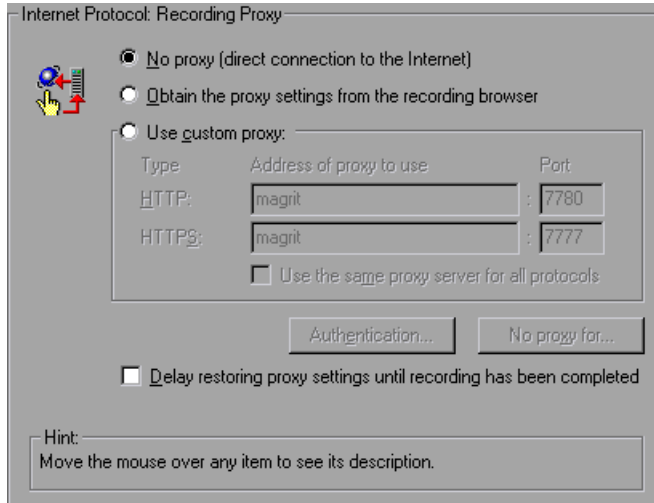 Internet Protocol: Recording Proxy
No proxy (direct connection to the Internet)
Obtain the proxy settings from the recording browser
Use custom proxy:
Type Address of proxy to use Port
HTTP: magrit : 7780
HTTPS: magrit : 7777
Use the same proxy server for all protocols
Authentication... No proxy for...
Delay restoring proxy settings until recording has been completed
Hint:
Move the mouse over any item to see its description.